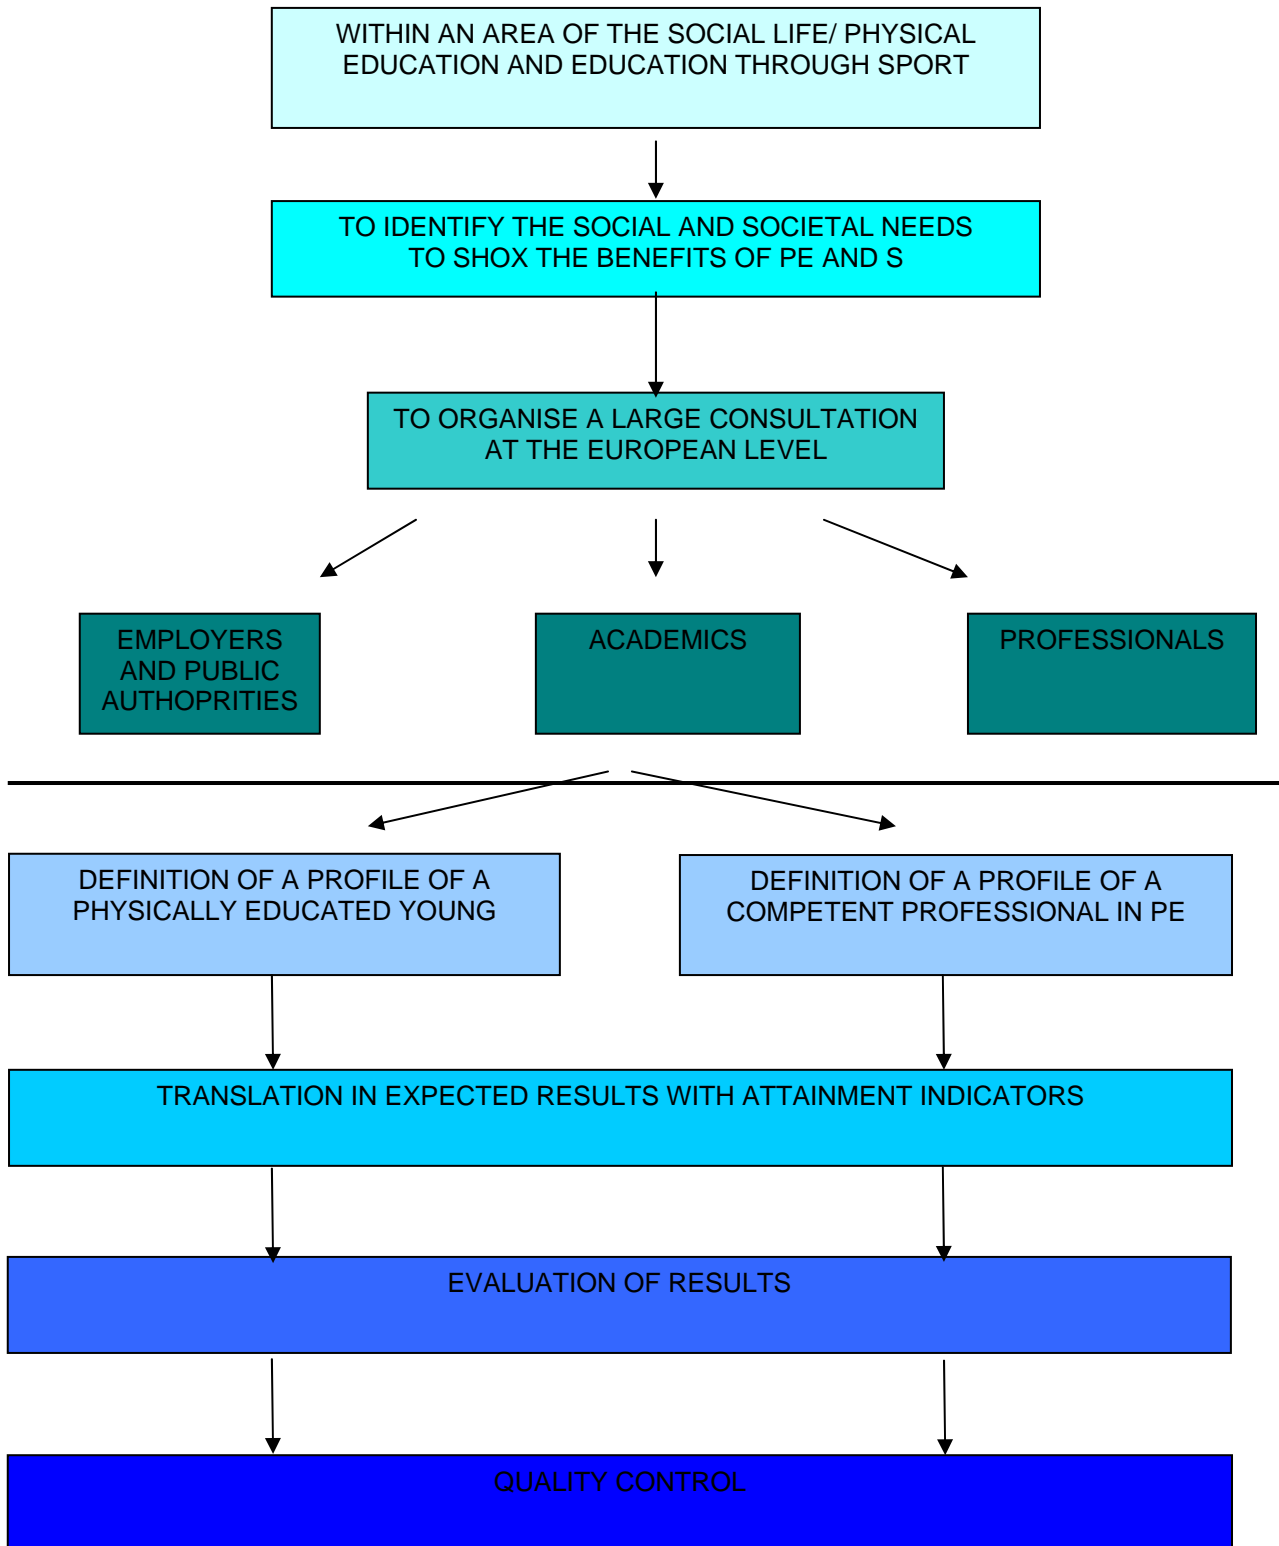 WITHIN AN AREA OF THE SOCIAL LIFE/ PHYSICAL
EDUCATION AND EDUCATION THROUGH SPORT
TO IDENTIFY THE SOCIAL AND SOCIETAL NEEDS
TO SHOX THE BENEFITS OF PE AND S
TO ORGANISE A LARGE CONSULTATION
AT THE EUROPEAN LEVEL
EMPLOYERS
AND PUBLIC
AUTHOPRITIES
ACADEMICS
PROFESSIONALS
DEFINITION OF A PROFILE OF A
PHYSICALLY EDUCATED YOUNG
DEFINITION OF A PROFILE OF A
COMPETENT PROFESSIONAL IN PE
TRANSLATION IN EXPECTED RESULTS WITH ATTAINMENT INDICATORS
EVALUATION OF RESULTS
QUALITY CONTROL